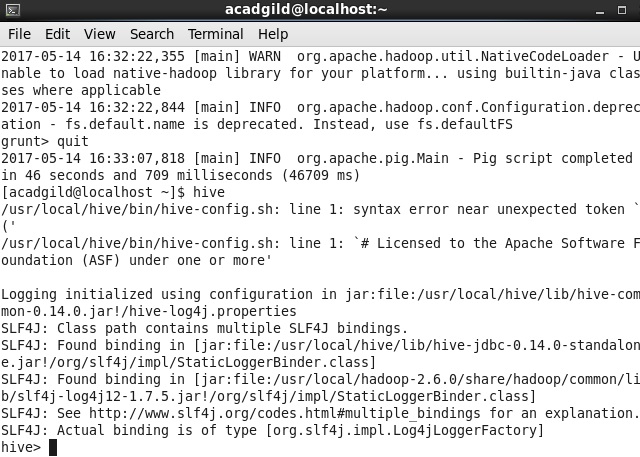 acadgild@localhost:~
File Edit View Search Terminal Help
2017-05-14 16:32:22,355 [main] WARN  org.apache.hadoop.util.NativeCodeLoader - U
nable to load native-hadoop library for your platform... using builtin-java clas
ses where applicable
2017-05-14 16:32:22,844 [main] INFO  org.apache.hadoop.conf.Configuration.deprec
ation - fs.default.name is deprecated. Instead, use fs.defaultFS
grunt> quit
2017-05-14 16:33:07,818 [main] INFO  org.apache.pig.Main - Pig script completed
in 46 seconds and 709 milliseconds (46709 ms)
[acadgild@localhost ~]$ hive
/usr/local/hive/bin/hive-config.sh: line 1: syntax error near unexpected token `
('
/usr/local/hive/bin/hive-config.sh: line 1: `# Licensed to the Apache Software F
oundation (ASF) under one or more'

Logging initialized using configuration in jar:file:/usr/local/hive/lib/hive-com
mon-0.14.0.jar!/hive-log4j.properties
SLF4J: Class path contains multiple SLF4J bindings.
SLF4J: Found binding in [jar:file:/usr/local/hive/lib/hive-jdbc-0.14.0-standalon
e.jar!/org/slf4j/impl/StaticLoggerBinder.class]
SLF4J: Found binding in [jar:file:/usr/local/hadoop-2.6.0/share/hadoop/common/li
b/slf4j-log4j12-1.7.5.jar!/org/slf4j/impl/StaticLoggerBinder.class]
SLF4J: See http://www.slf4j.org/codes.html#multiple_bindings for an explanation.
SLF4J: Actual binding is of type [org.slf4j.impl.Log4jLoggerFactory]
hive>